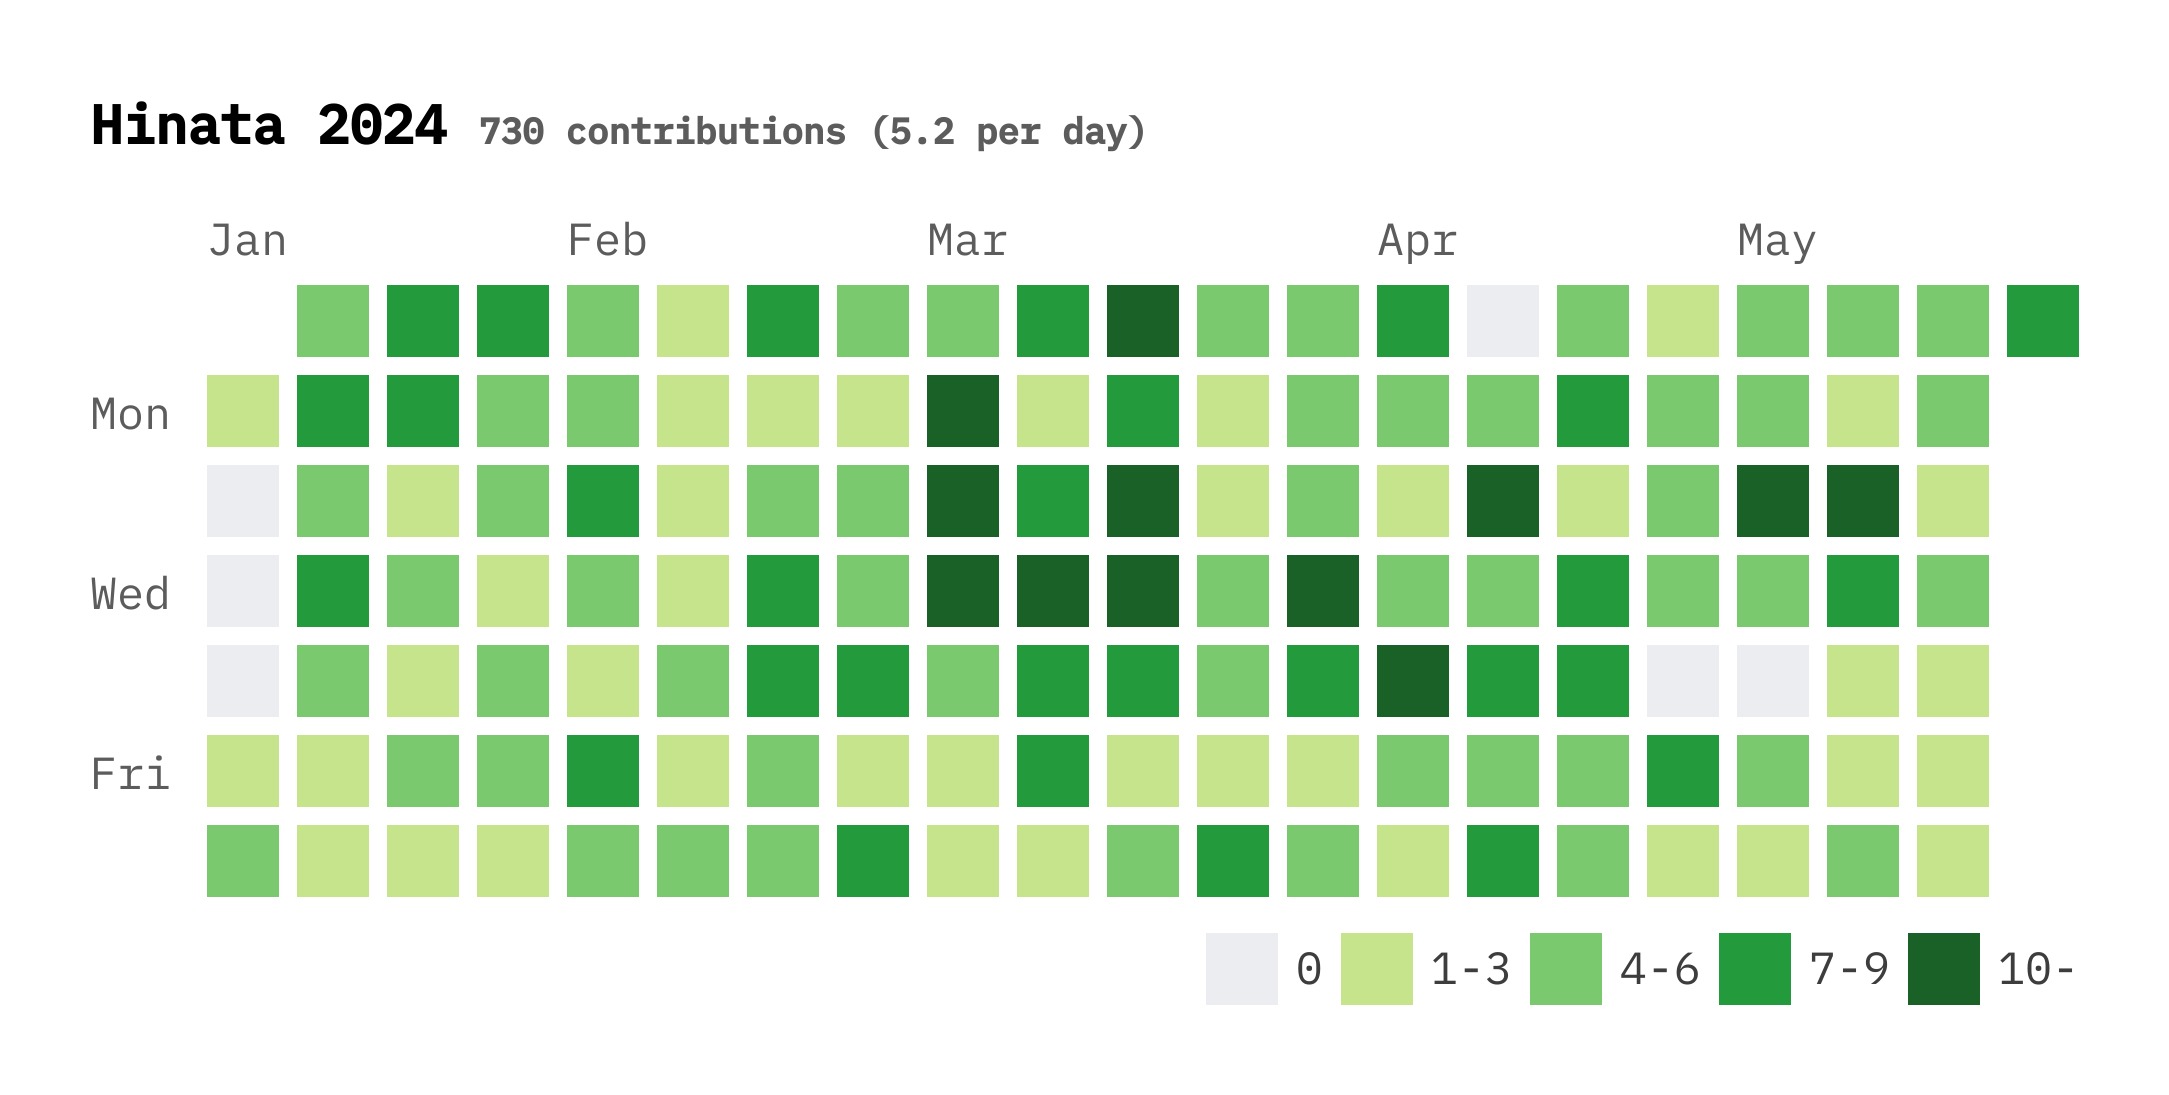 Hinata 2024 730 contributions (5.2 per day)
Jan Feb Mar Apr May
Mon
Wed
Fri
0 1-3 4-6 7-9 10-